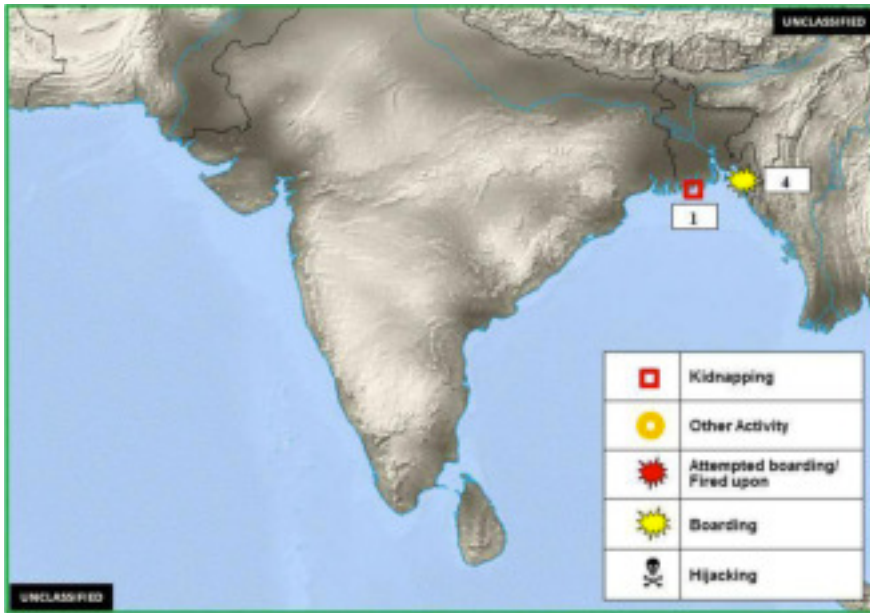 UNCLASSIFIED
4
1
Kidnapping
Other Activity
Attempted boarding/
Fired upon
Boarding
Hijacking
UNCLASSIFIED